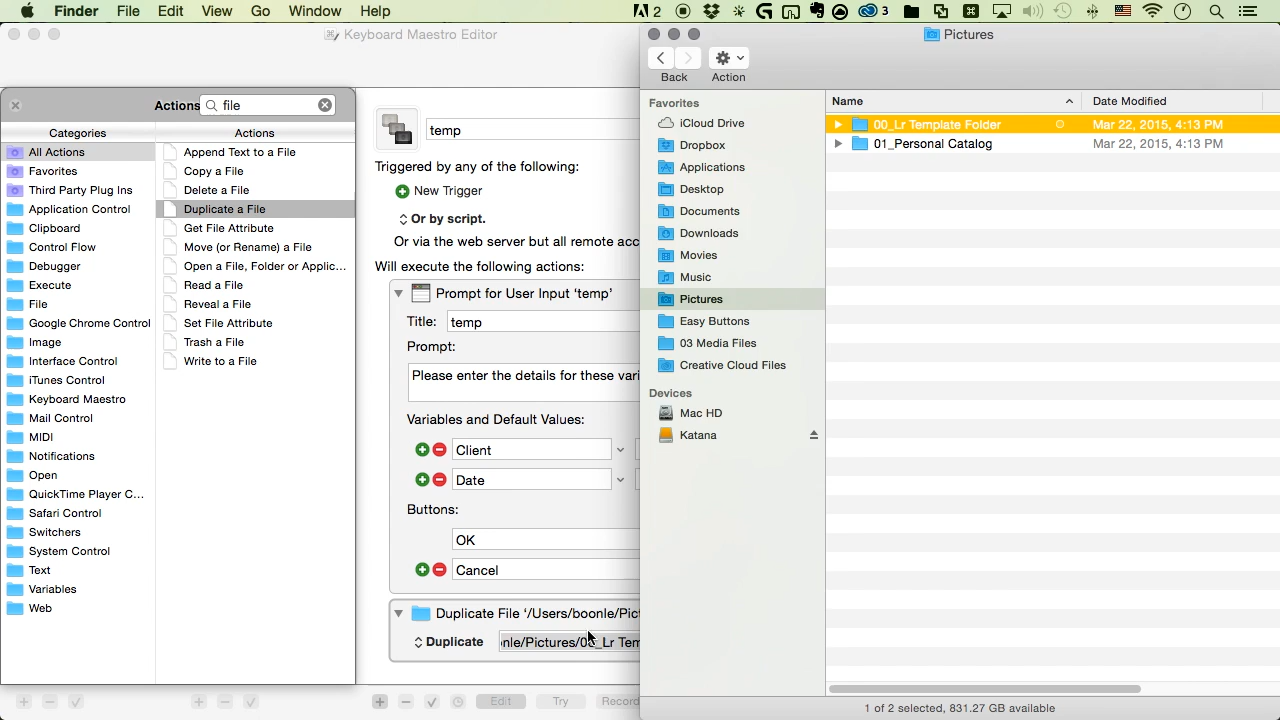 Finder File Edit View Go Window Help 2 3
Keyboard Maestro Editor
Actions file
Categories Actions
All Actions
Favorites
Third Party Plug Ins
Application Control
Clipboard
Control Flow
Debugger
Execute
File
Google Chrome Control
Image
Interface Control
iTunes Control
Keyboard Maestro
Mail Control
MIDI
Notifications
Open
QuickTime Player C...
Safari Control
Switchers
System Control
Text
Variables
Web
Append Text to a File
Copy a File
Delete a File
Duplicate a File
Get File Attribute
Move (or Rename) a File
Open a File, Folder or Applic...
Read a File
Reveal a File
Set File Attribute
Trash a File
Write to a File
temp
Triggered by any of the following:
New Trigger
Or by script.
Or via the web server but all remote acc
Will execute the following actions:
Prompt for User Input ‘temp’
Title: temp
Prompt:
Please enter the details for these vari
Variables and Default Values:
Client
Date
Buttons:
OK
Cancel
Duplicate File ‘/Users/boonle/Pict
Duplicate nle/Pictures/00_Lr Tem
Edit Try Record
Pictures
Back Action
Favorites
iCloud Drive
Dropbox
Applications
Desktop
Documents
Downloads
Movies
Music
Pictures
Easy Buttons
03 Media Files
Creative Cloud Files
Devices
Mac HD
Katana
Name Date Modified
00_Lr Template Folder Mar 22, 2015, 4:13 PM
01_Personal Catalog Mar 22, 2015, 4:13 PM
1 of 2 selected, 831.27 GB available